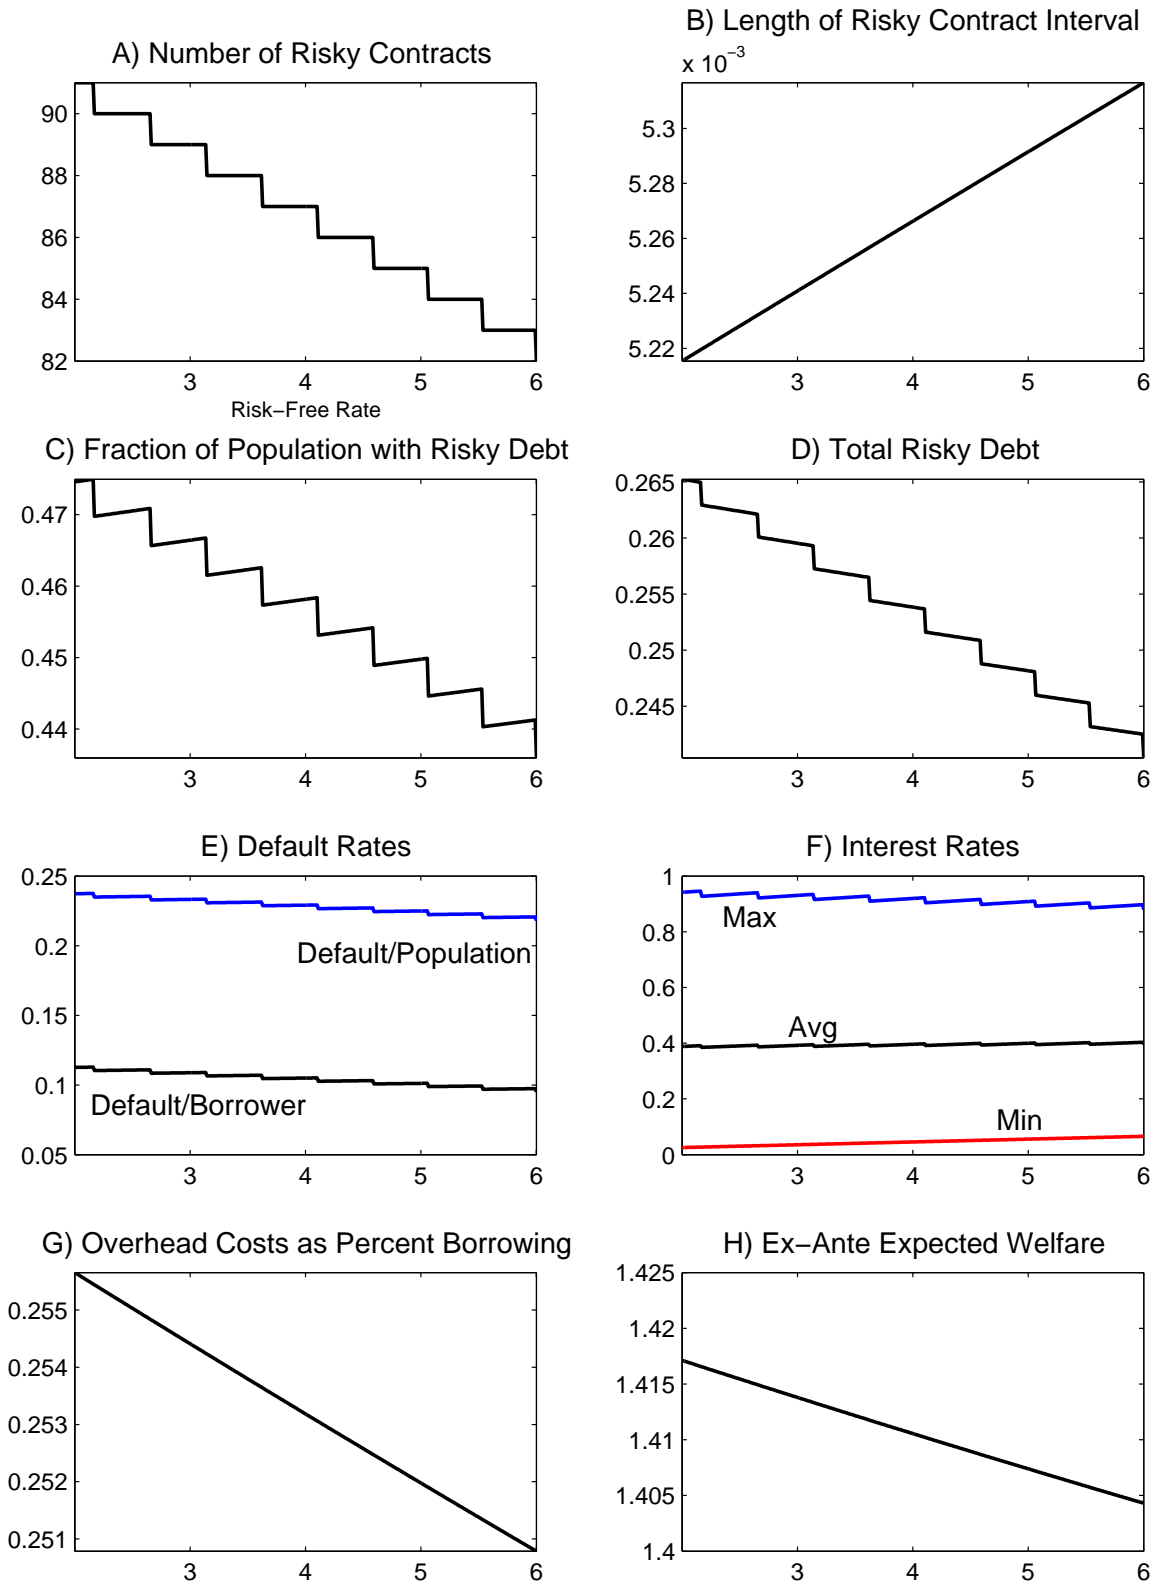 A) Number of Risky Contracts
90
88
86
84
82
3 4 5 6
Risk−Free Rate
B) Length of Risky Contract Interval
x 10−3
5.3
5.28
5.26
5.24
5.22
3 4 5 6
C) Fraction of Population with Risky Debt
0.47
0.46
0.45
0.44
3 4 5 6
D) Total Risky Debt
0.265
0.26
0.255
0.25
0.245
3 4 5 6
E) Default Rates
0.25
0.2
0.15
0.1
0.05
Default/Population
Default/Borrower
3 4 5 6
F) Interest Rates
1
0.8
0.6
0.4
0.2
0
Max
Avg
Min
3 4 5 6
G) Overhead Costs as Percent Borrowing
0.255
0.254
0.253
0.252
0.251
3 4 5 6
H) Ex−Ante Expected Welfare
1.425
1.42
1.415
1.41
1.405
1.4
3 4 5 6